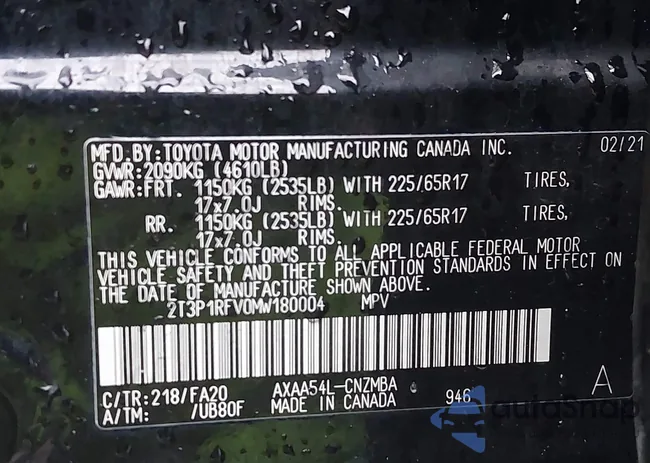 MFD.BY:TOYOTA MOTOR MANUFACTURING CANADA INC. 02/21
GVWR:2090KG (4610LB)
GAWR:FRT. 1150KG (2535LB) WITH 225/65R17 TIRES,
17x7.0J RIMS.
RR. 1150KG (2535LB) WITH 225/65R17 TIRES,
17x7.0J RIMS.
THIS VEHICLE CONFORMS TO ALL APPLICABLE FEDERAL MOTOR
VEHICLE SAFETY AND THEFT PREVENTION STANDARDS IN EFFECT ON
THE DATE OF MANUFACTURE SHOWN ABOVE.
2T3P1RFV0MW180004 MPV
C/TR:218/FA20 AXAA54L-CNZMBA
A/TM: /UB80F MADE IN CANADA 946 A
AutoSnap